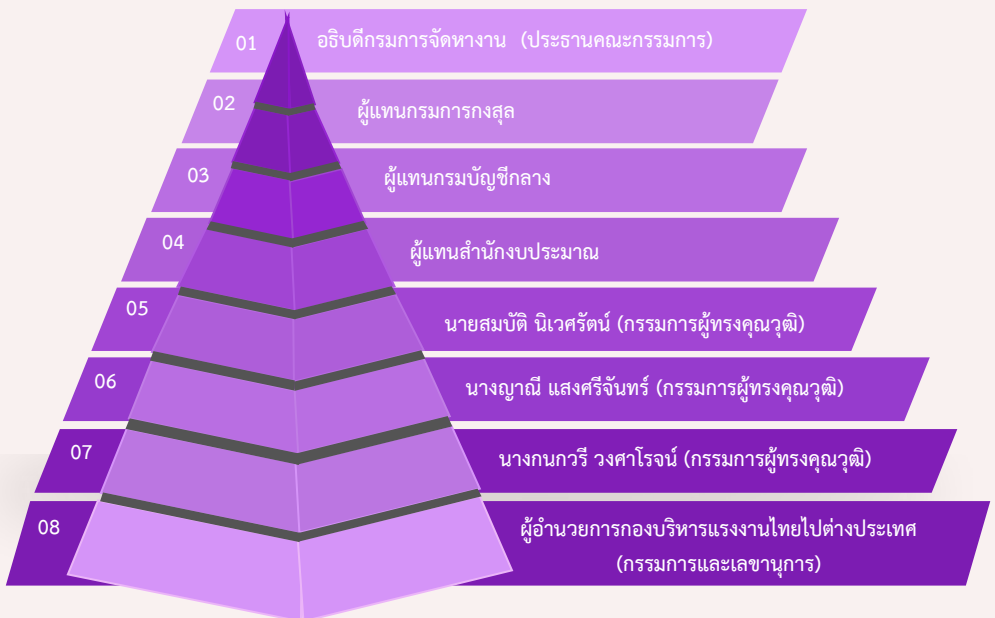 01 อธิบดีกรมการจัดหางาน (ประธานคณะกรรมการ)
02 ผู้แทนกรมการกงสุล
03 ผู้แทนกรมบัญชีกลาง
04 ผู้แทนสำนักงบประมาณ
05 นายสมบัติ นิเวศรัตน์ (กรรมการผู้ทรงคุณวุฒิ)
06 นางญาณี แสงศรีจันทร์ (กรรมการผู้ทรงคุณวุฒิ)
07 นางกนกวรี วงศาโรจน์ (กรรมการผู้ทรงคุณวุฒิ)
08 ผู้อำนวยการกองบริหารแรงงานไทยไปต่างประเทศ
(กรรมการและเลขานุการ)